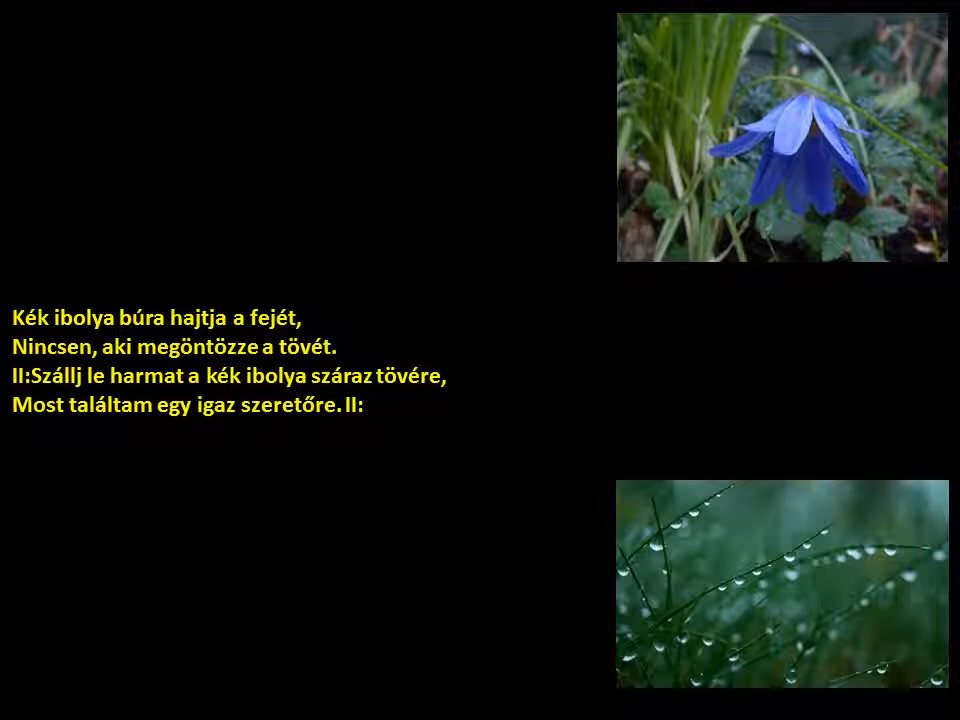 Kék ibolya búra hajtja a fejét,
Nincsen, aki megöntözze a tövét.
II:Szállj le harmat a kék ibolya száraz tövére,
Most találtam egy igaz szeretőre. II: